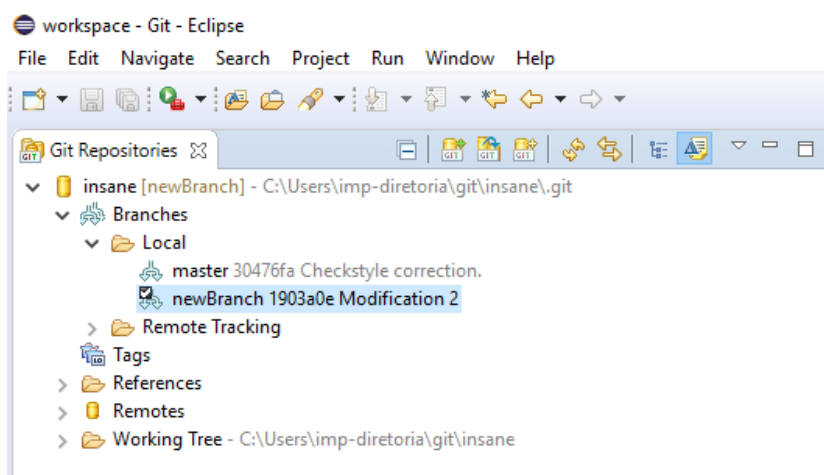 workspace - Git - Eclipse
File Edit Navigate Search Project Run Window Help
Git Repositories
insane [newBranch] - C:\Users\imp-diretoria\git\insane\.git
Branches
Local
master 30476fa Checkstyle correction.
newBranch 1903a0e Modification 2
Remote Tracking
Tags
References
Remotes
Working Tree - C:\Users\imp-diretoria\git\insane